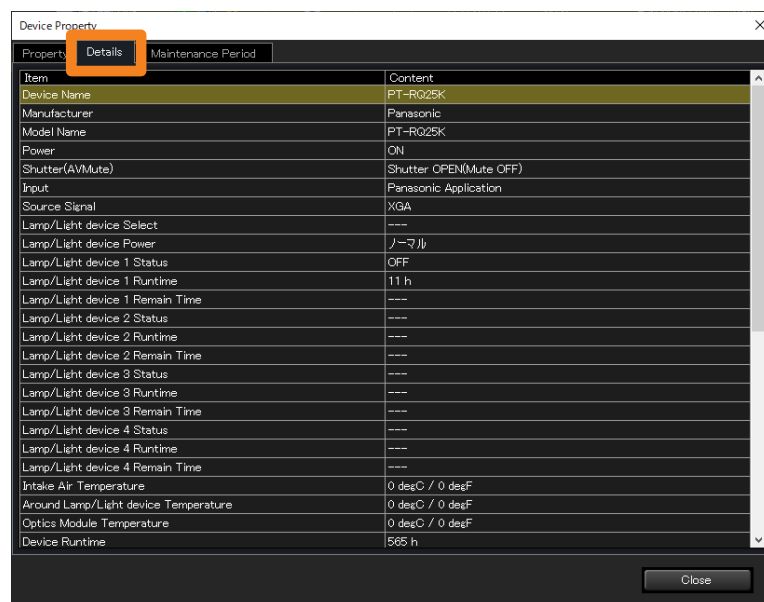 Device Property
Property Details Maintenance Period
Item Content
Device Name PT-RQ25K
Manufacturer Panasonic
Model Name PT-RQ25K
Power ON
Shutter(AVMute) Shutter OPEN(Mute OFF)
Input Panasonic Application
Source Signal XGA
Lamp/Light device Select ---
Lamp/Light device Power ノーマル
Lamp/Light device 1 Status OFF
Lamp/Light device 1 Runtime 11 h
Lamp/Light device 1 Remain Time ---
Lamp/Light device 2 Status ---
Lamp/Light device 2 Runtime ---
Lamp/Light device 2 Remain Time ---
Lamp/Light device 3 Status ---
Lamp/Light device 3 Runtime ---
Lamp/Light device 3 Remain Time ---
Lamp/Light device 4 Status ---
Lamp/Light device 4 Runtime ---
Lamp/Light device 4 Remain Time ---
Intake Air Temperature 0 degC / 0 degF
Around Lamp/Light device Temperature 0 degC / 0 degF
Optics Module Temperature 0 degC / 0 degF
Device Runtime 565 h
Close